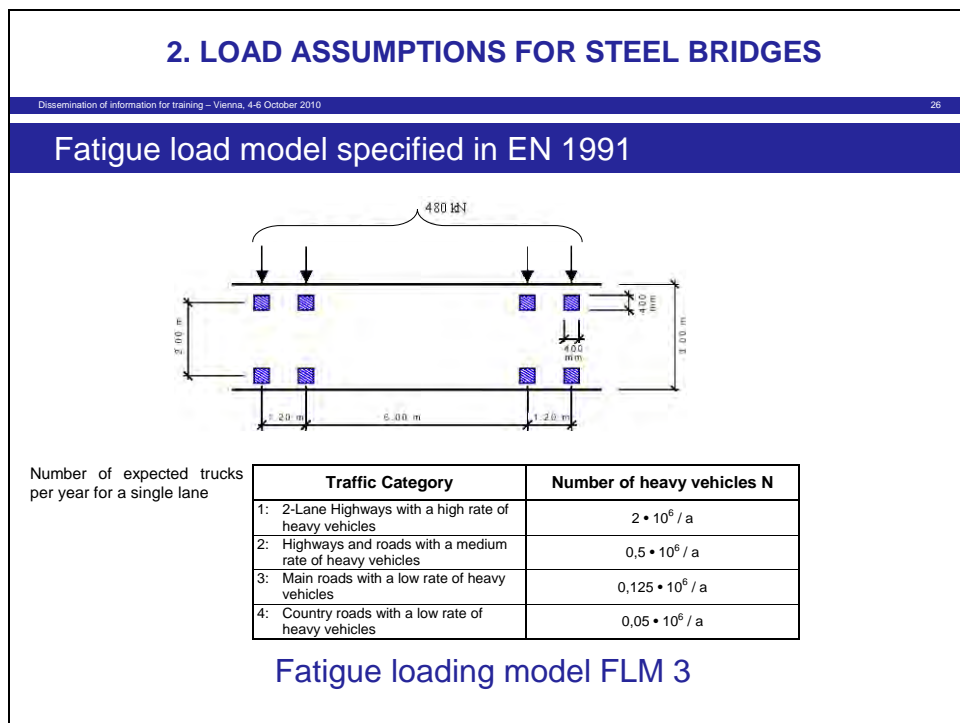 2. LOAD ASSUMPTIONS FOR STEEL BRIDGES
Dissemination of information for training – Vienna, 4-6 October 2010 26
Fatigue load model specified in EN 1991
480 kN
2.00 m
400
mm
400
mm
3.00 m
1.20 m
6.00 m
1.20 m
Number of expected trucks
per year for a single lane
Traffic Category Number of heavy vehicles N
1: 2-Lane Highways with a high rate of
heavy vehicles
2 • 10⁶ / a
2: Highways and roads with a medium
rate of heavy vehicles
0,5 • 10⁶ / a
3: Main roads with a low rate of heavy
vehicles
0,125 • 10⁶ / a
4: Country roads with a low rate of
heavy vehicles
0,05 • 10⁶ / a
Fatigue loading model FLM 3